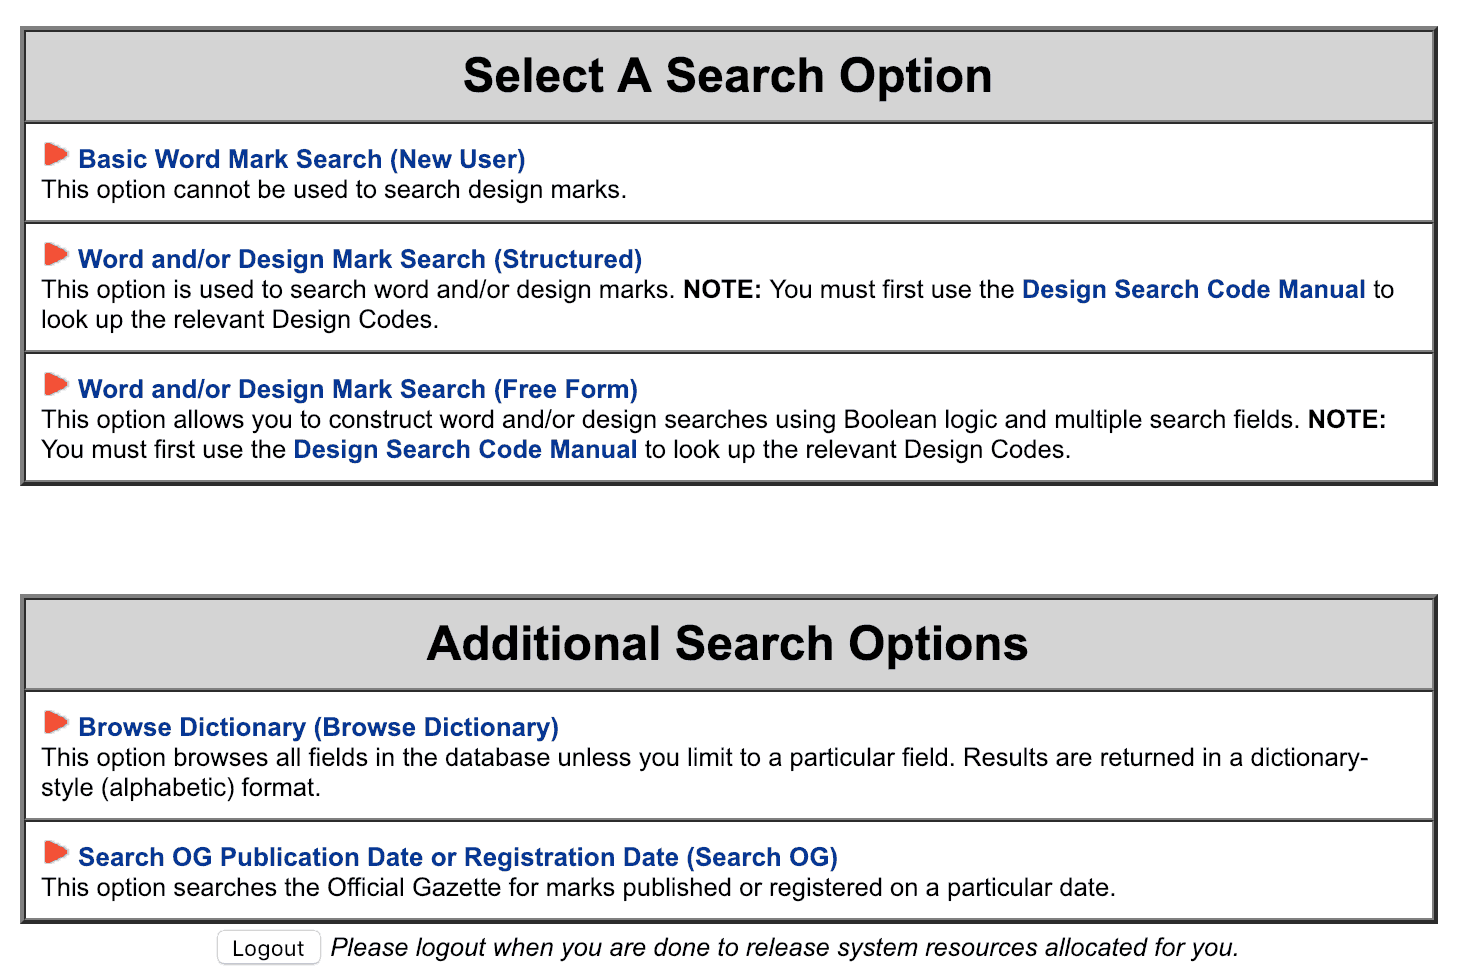 Select A Search Option
Basic Word Mark Search (New User)
This option cannot be used to search design marks.
Word and/or Design Mark Search (Structured)
This option is used to search word and/or design marks. NOTE: You must first use the Design Search Code Manual to
look up the relevant Design Codes.
Word and/or Design Mark Search (Free Form)
This option allows you to construct word and/or design searches using Boolean logic and multiple search fields. NOTE:
You must first use the Design Search Code Manual to look up the relevant Design Codes.
Additional Search Options
Browse Dictionary (Browse Dictionary)
This option browses all fields in the database unless you limit to a particular field. Results are returned in a dictionary-
style (alphabetic) format.
Search OG Publication Date or Registration Date (Search OG)
This option searches the Official Gazette for marks published or registered on a particular date.
Logout Please logout when you are done to release system resources allocated for you.